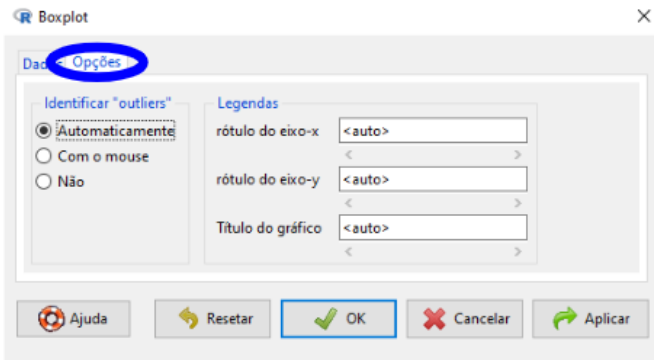 Boxplot
Opções
Identificar "outliers"
Automaticamente
Com o mouse
Não
Legendas
rótulo do eixo-x
<auto>
rótulo do eixo-y
<auto>
Título do gráfico
<auto>
Ajuda
Resetar
OK
Cancelar
Aplicar